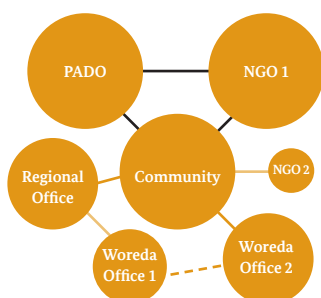 PADO
NGO 1
Community
Regional
Office
NGO 2
Woreda
Office 1
Woreda
Office 2